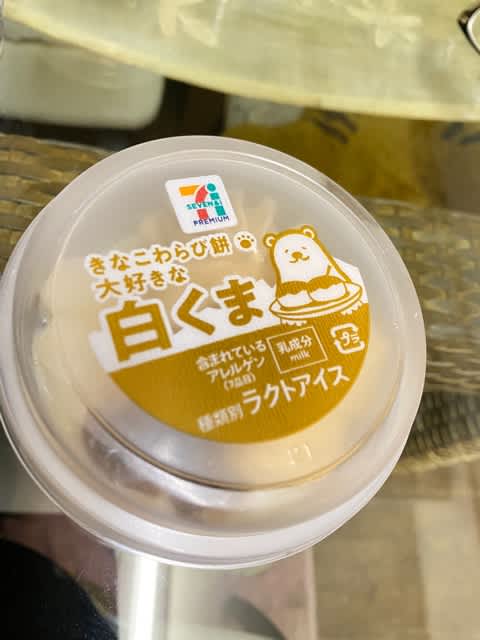 SEVEN&i
PREMIUM
きなこわらび餅
大好きな
白くま
含まれている
アレルゲン
(7品目)
乳成分
milk
プラ
種類別 ラクトアイス